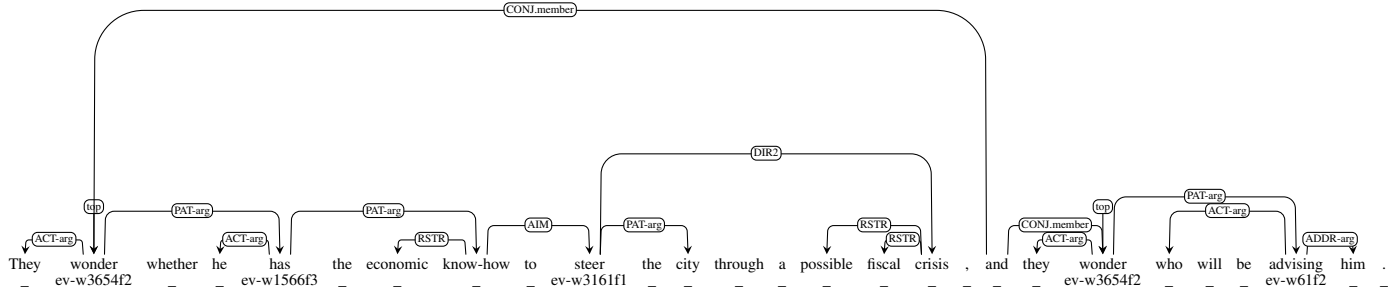 CONJ.member
DIR2
top PAT-arg PAT-arg PAT-arg top ACT-arg
ACT-arg ACT-arg RSTR AIM PAT-arg RSTR RSTR CONJ.member ACT-arg ADDR-arg
They wonder whether he has the economic know-how to steer the city through a possible fiscal crisis , and they wonder who will be advising him .
_ ev-w3654f2 _ _ ev-w1566f3 _ _ _ _ ev-w3161f1 _ _ _ _ _ _ _ _ _ _ ev-w3654f2 _ _ _ ev-w61f2 _ _